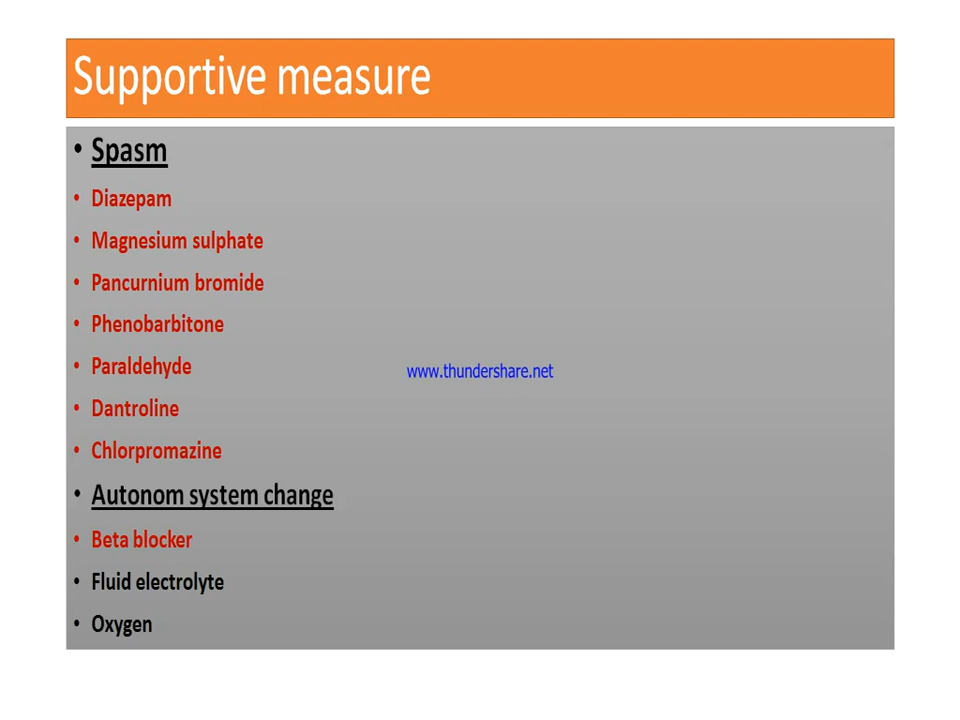 Supportive measure
• Spasm
• Diazepam
• Magnesium sulphate
• Pancurnium bromide
• Phenobarbitone
• Paraldehyde
www.thundershare.net
• Dantroline
• Chlorpromazine
• Autonom system change
• Beta blocker
• Fluid electrolyte
• Oxygen